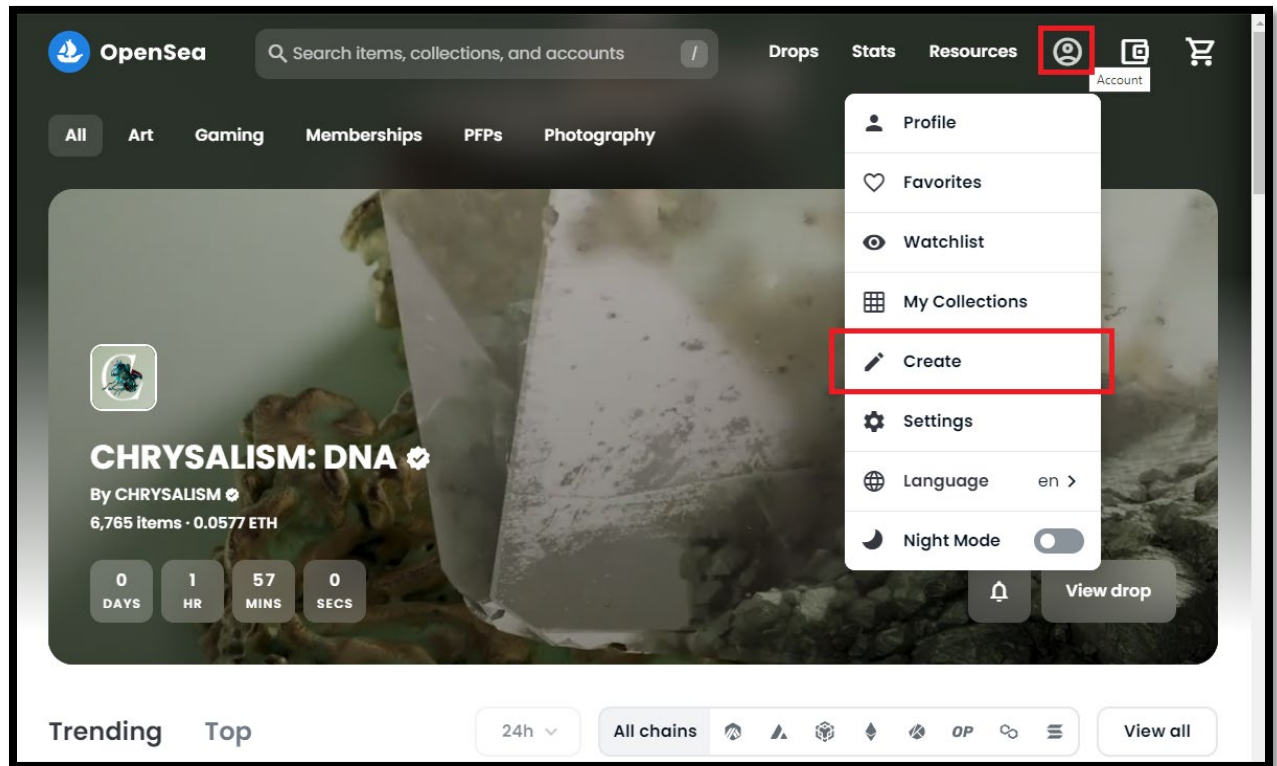 OpenSea
Search items, collections, and accounts /
Drops Stats Resources
Account
All Art Gaming Memberships PFPs Photography
Profile
Favorites
Watchlist
My Collections
Create
Settings
Language en >
Night Mode
C
CHRYSALISM: DNA
By CHRYSALISM
6,765 items · 0.0577 ETH
0 1 57 0
DAYS HR MINS SECS
View drop
Trending Top 24h All chains OP View all